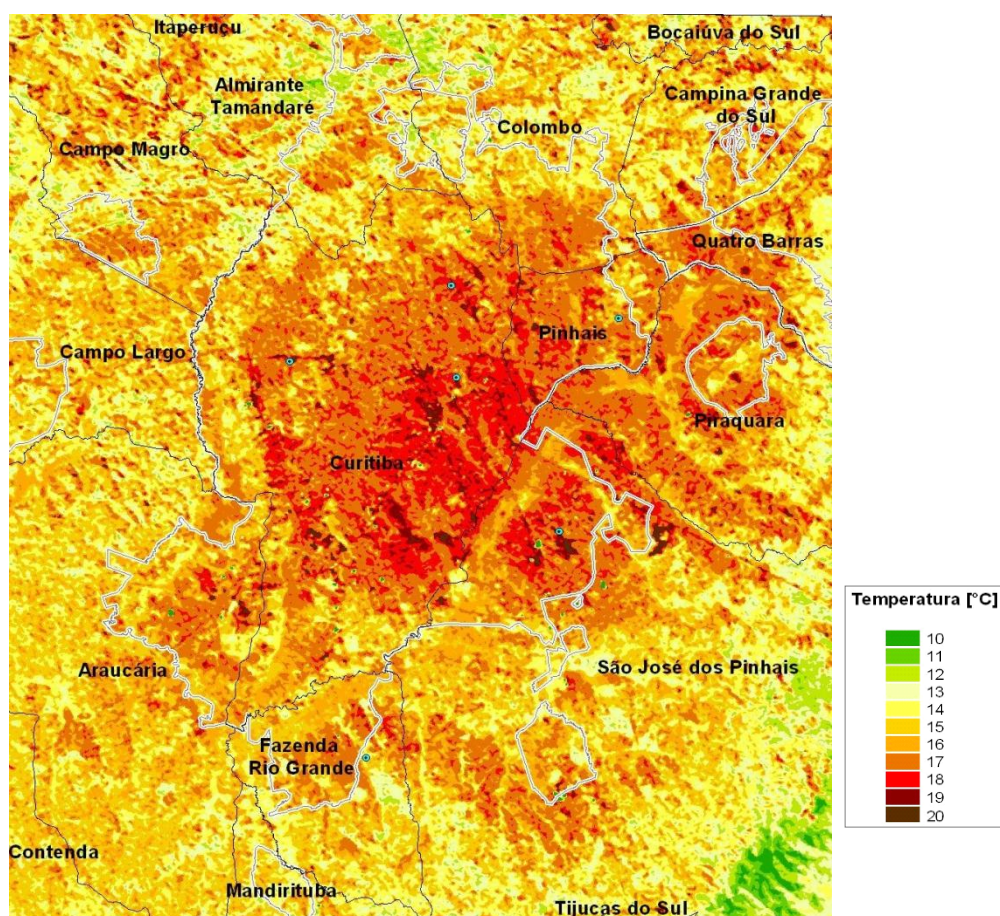 Itaperuçu
Bocaiúva do Sul
Almirante
Tamandaré
Campina Grande
do Sul
Colombo
Campo Magro
Quatro Barras
Pinhais
Campo Largo
Piraquara
Curitiba
Temperatura [°C]
10
11
12
13
14
15
16
17
18
19
20
Araucária
São José dos Pinhais
Fazenda
Rio Grande
Contenda
Mandirituba
Tijucas do Sul